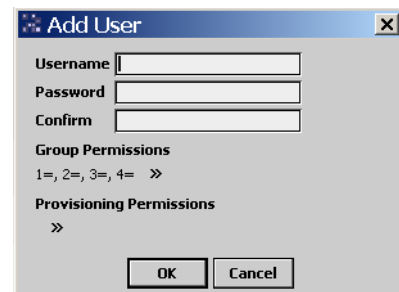 Add User
Username
Password
Confirm
Group Permissions
1=, 2=, 3=, 4= »
Provisioning Permissions
»
OK Cancel